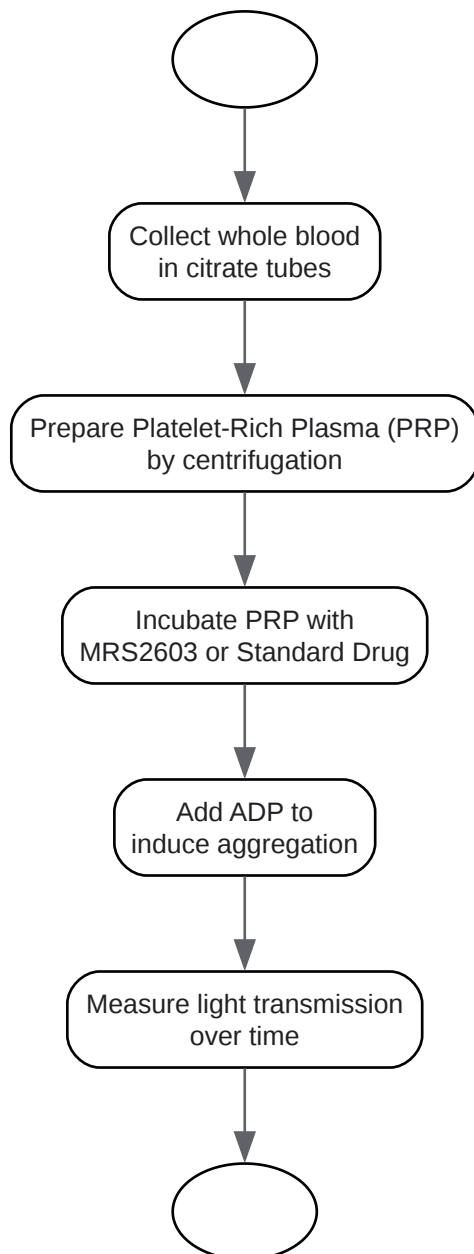 Collect whole blood
in citrate tubes
Prepare Platelet-Rich Plasma (PRP)
by centrifugation
Incubate PRP with
MRS2603 or Standard Drug
Add ADP to
induce aggregation
Measure light transmission
over time